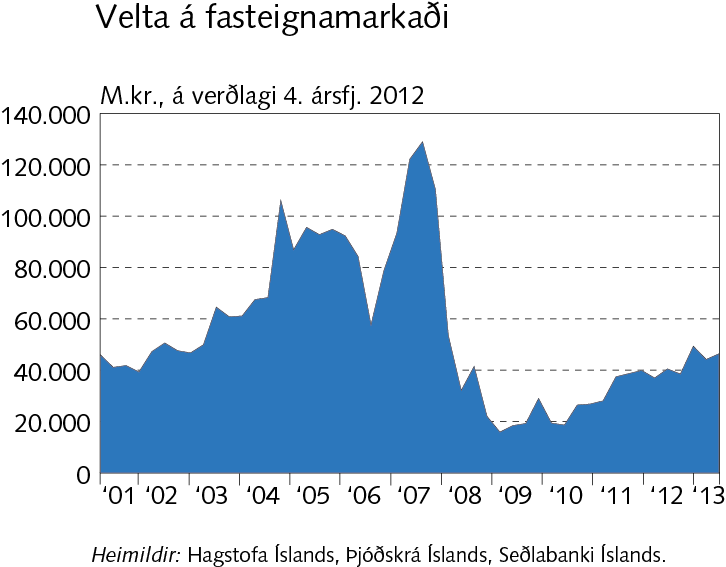 Velta á fasteignamarkaði
M.kr., á verðlagi 4. ársfj. 2012
140.000
120.000
100.000
80.000
60.000
40.000
20.000
0
‘01 ‘02 ‘03 ‘04 ‘05 ‘06 ‘07 ‘08 ‘09 ‘10 ‘11 ‘12 ‘13
Heimildir: Hagstofa Íslands, Þjóðskrá Íslands, Seðlabanki Íslands.